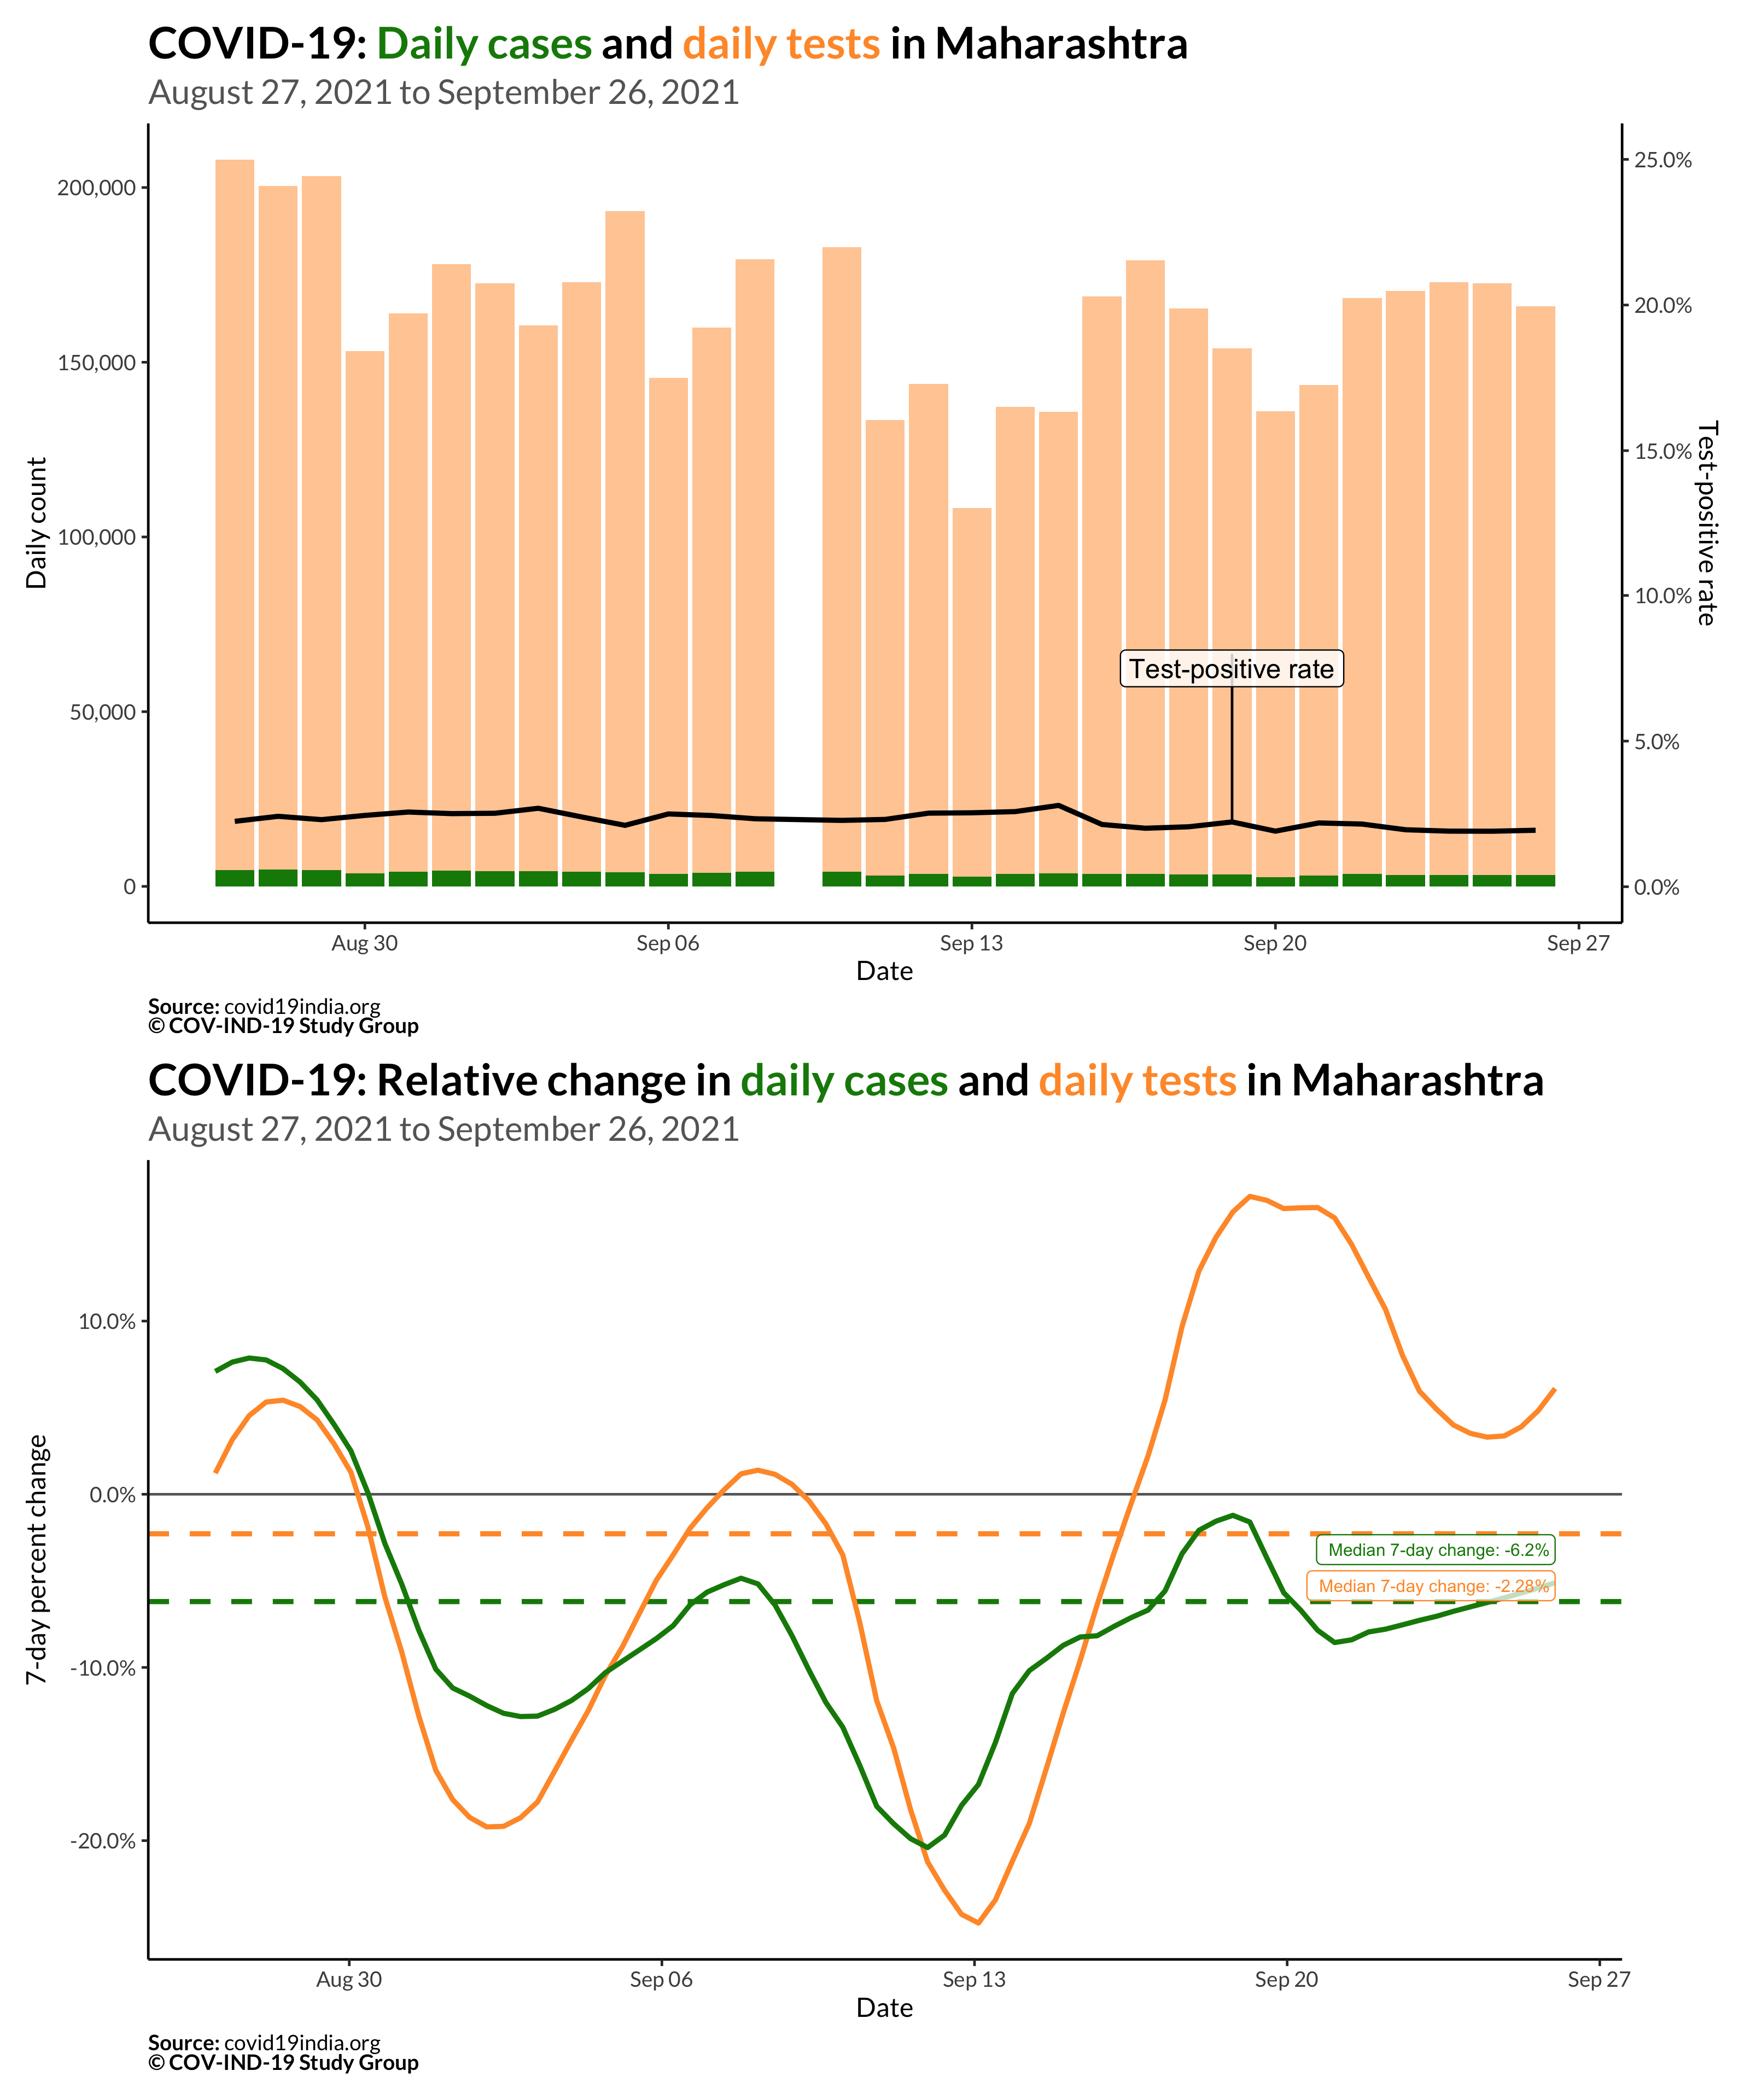 COVID-19: Daily cases and daily tests in Maharashtra
August 27, 2021 to September 26, 2021
Daily count
200,000
150,000
100,000
50,000
0
25.0%
20.0%
15.0%
10.0%
5.0%
0.0%
Test-positive rate
Test-positive rate
Aug 30
Sep 06
Sep 13
Sep 20
Sep 27
Date
Source: covid19india.org
© COV-IND-19 Study Group
COVID-19: Relative change in daily cases and daily tests in Maharashtra
August 27, 2021 to September 26, 2021
7-day percent change
10.0%
0.0%
-10.0%
-20.0%
Median 7-day change: -6.2%
Median 7-day change: -2.28%
Aug 30
Sep 06
Sep 13
Sep 20
Sep 27
Date
Source: covid19india.org
© COV-IND-19 Study Group